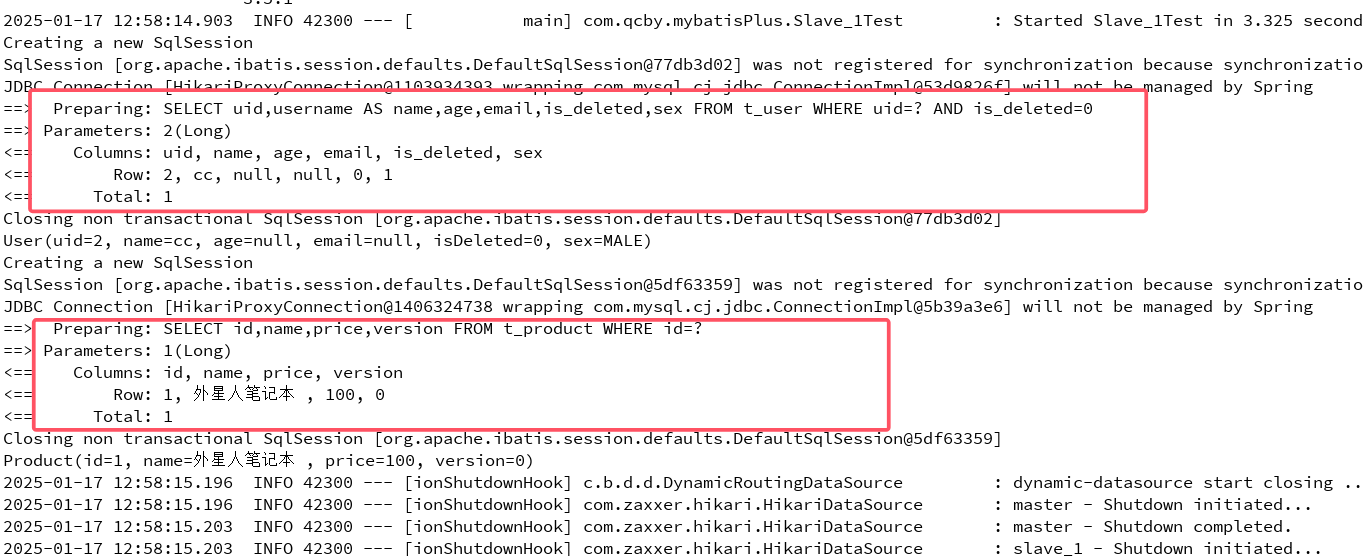 3.5.1
2025-01-17 12:58:14.903  INFO 42300 --- [           main] com.qcby.mybatisPlus.Slave_1Test         : Started Slave_1Test in 3.325 second
Creating a new SqlSession
SqlSession [org.apache.ibatis.session.defaults.DefaultSqlSession@77db3d02] was not registered for synchronization because synchronizatio
JDBC Connection [HikariProxyConnection@1103934393 wrapping com.mysql.cj.jdbc.ConnectionImpl@53d9826f] will not be managed by Spring
==>  Preparing: SELECT uid,username AS name,age,email,is_deleted,sex FROM t_user WHERE uid=? AND is_deleted=0
==> Parameters: 2(Long)
<==    Columns: uid, name, age, email, is_deleted, sex
<==        Row: 2, cc, null, null, 0, 1
<==      Total: 1
Closing non transactional SqlSession [org.apache.ibatis.session.defaults.DefaultSqlSession@77db3d02]
User(uid=2, name=cc, age=null, email=null, isDeleted=0, sex=MALE)
Creating a new SqlSession
SqlSession [org.apache.ibatis.session.defaults.DefaultSqlSession@5df63359] was not registered for synchronization because synchronizatio
JDBC Connection [HikariProxyConnection@1406324738 wrapping com.mysql.cj.jdbc.ConnectionImpl@5b39a3e6] will not be managed by Spring
==>  Preparing: SELECT id,name,price,version FROM t_product WHERE id=?
==> Parameters: 1(Long)
<==    Columns: id, name, price, version
<==        Row: 1, 外星人笔记本 , 100, 0
<==      Total: 1
Closing non transactional SqlSession [org.apache.ibatis.session.defaults.DefaultSqlSession@5df63359]
Product(id=1, name=外星人笔记本 , price=100, version=0)
2025-01-17 12:58:15.196  INFO 42300 --- [ionShutdownHook] c.b.d.d.DynamicRoutingDataSource         : dynamic-datasource start closing ..
2025-01-17 12:58:15.196  INFO 42300 --- [ionShutdownHook] com.zaxxer.hikari.HikariDataSource       : master - Shutdown initiated...
2025-01-17 12:58:15.203  INFO 42300 --- [ionShutdownHook] com.zaxxer.hikari.HikariDataSource       : master - Shutdown completed.
2025-01-17 12:58:15.203  INFO 42300 --- [ionShutdownHook] com.zaxxer.hikari.HikariDataSource       : slave_1 - Shutdown initiated...